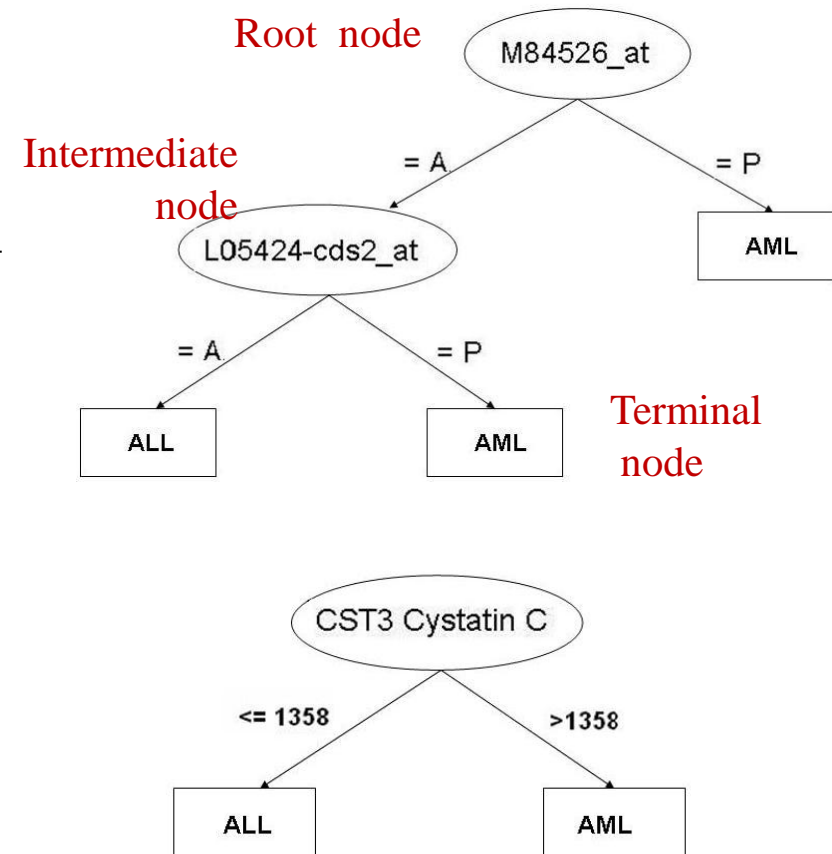 Root node
M84526_at
Intermediate
node
= A
= P
L05424-cds2_at
AML
= A
= P
ALL
AML
Terminal
node
CST3 Cystatin C
<= 1358
>1358
ALL
AML